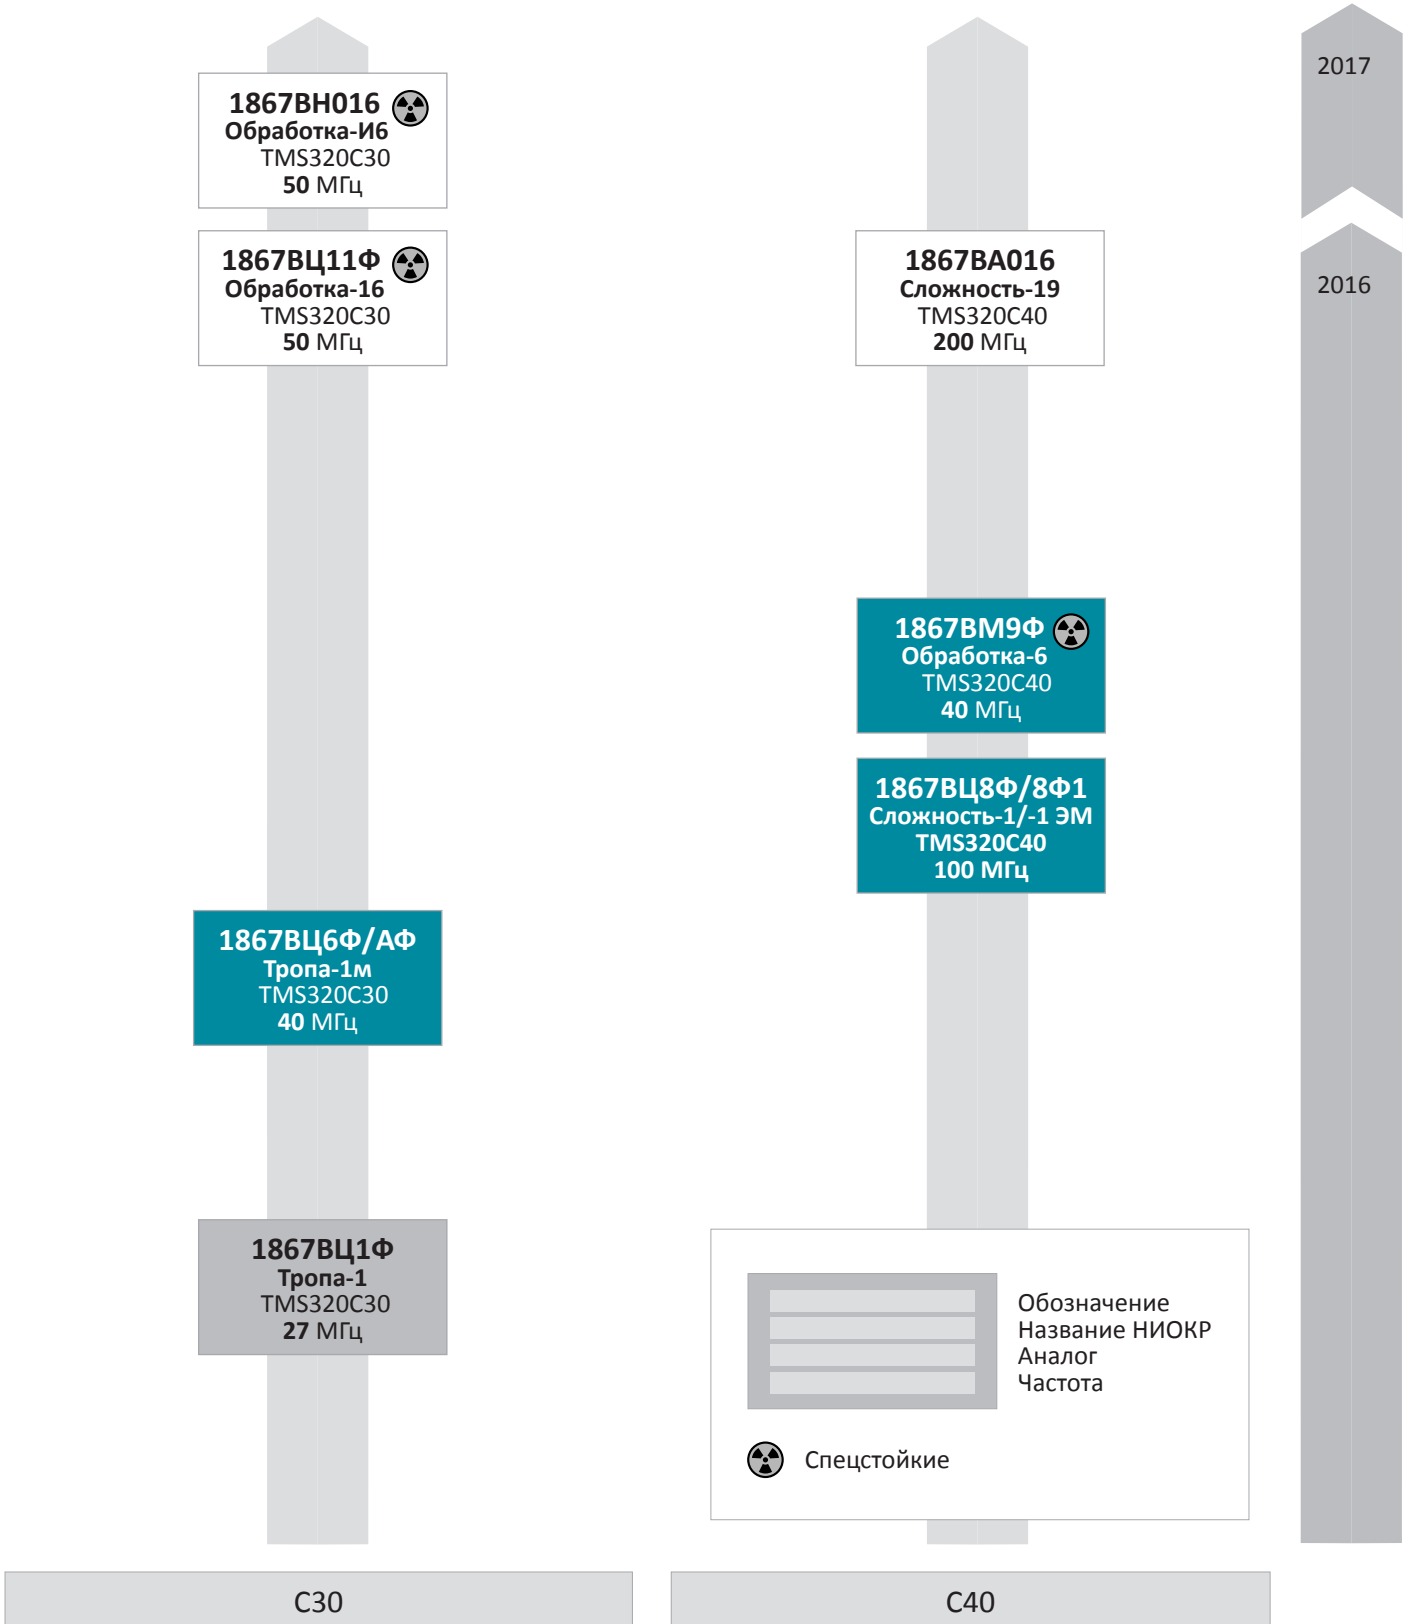 2017
1867ВН016
Обработка-И6
TMS320C30
50 МГц
1867ВЦ11Ф
Обработка-16
TMS320C30
50 МГц
1867ВА016
Сложность-19
TMS320C40
200 МГц
2016
1867ВМ9Ф
Обработка-6
TMS320C40
40 МГц
1867ВЦ8Ф/8Ф1
Сложность-1/-1 ЭМ
TMS320C40
100 МГц
1867ВЦ6Ф/АФ
Тропа-1м
TMS320C30
40 МГц
1867ВЦ1Ф
Тропа-1
TMS320C30
27 МГц
Обозначение
Название НИОКР
Аналог
Частота
Спецстойкие
C30
C40